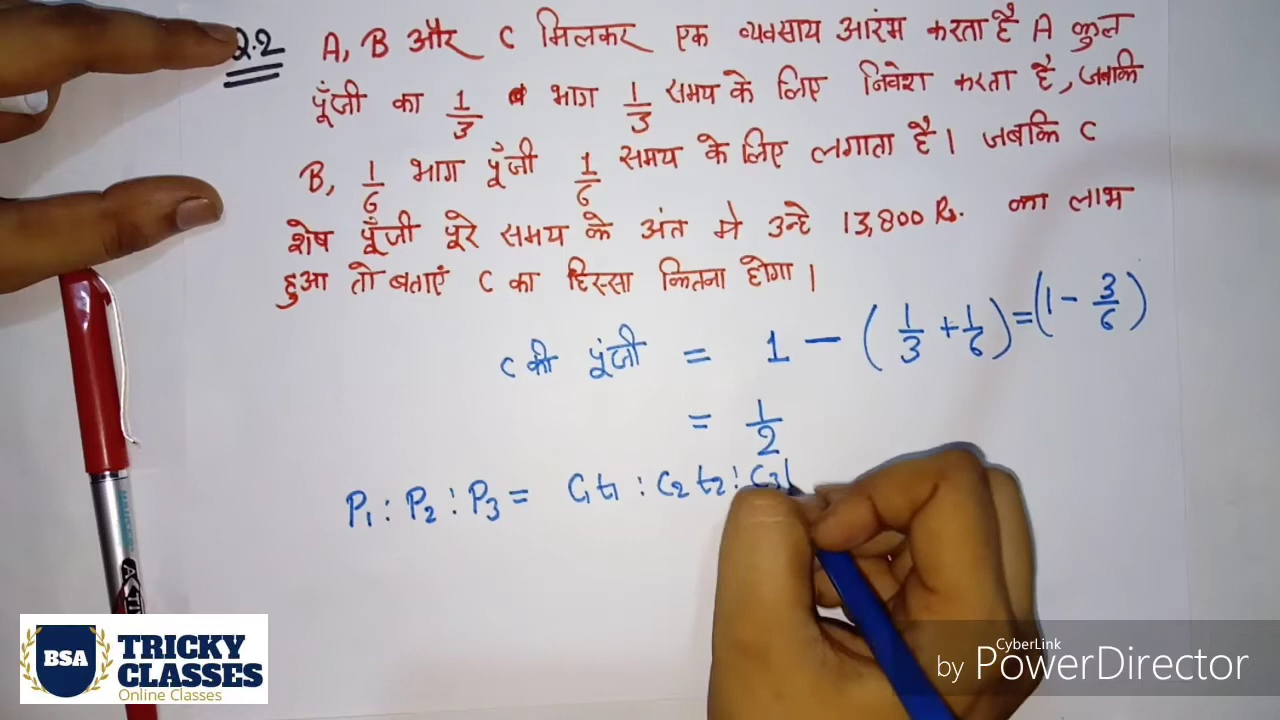 Q.2 A, B और C मिलकर एक व्यवसाय आरंभ करता है A कुल
पूँजी का 1/3 भाग 1/3 समय के लिए निवेश करता है, जबकि
B, 1/6 भाग पूँजी 1/6 समय के लिए लगाता है। जबकि C
शेष पूँजी पूरे समय के अंत मे उन्हे 13,800 Rs. का लाभ
हुआ तो बताएं C का हिस्सा कितना होगा।
C की पूंजी = 1 - (1/3 + 1/6) = (1 - 3/6)
= 1/2
P₁ : P₂ : P₃ = C₁t₁ : C₂t₂ : C₃
BSA TRICKY CLASSES
Online Classes
CyberLink
by PowerDirector